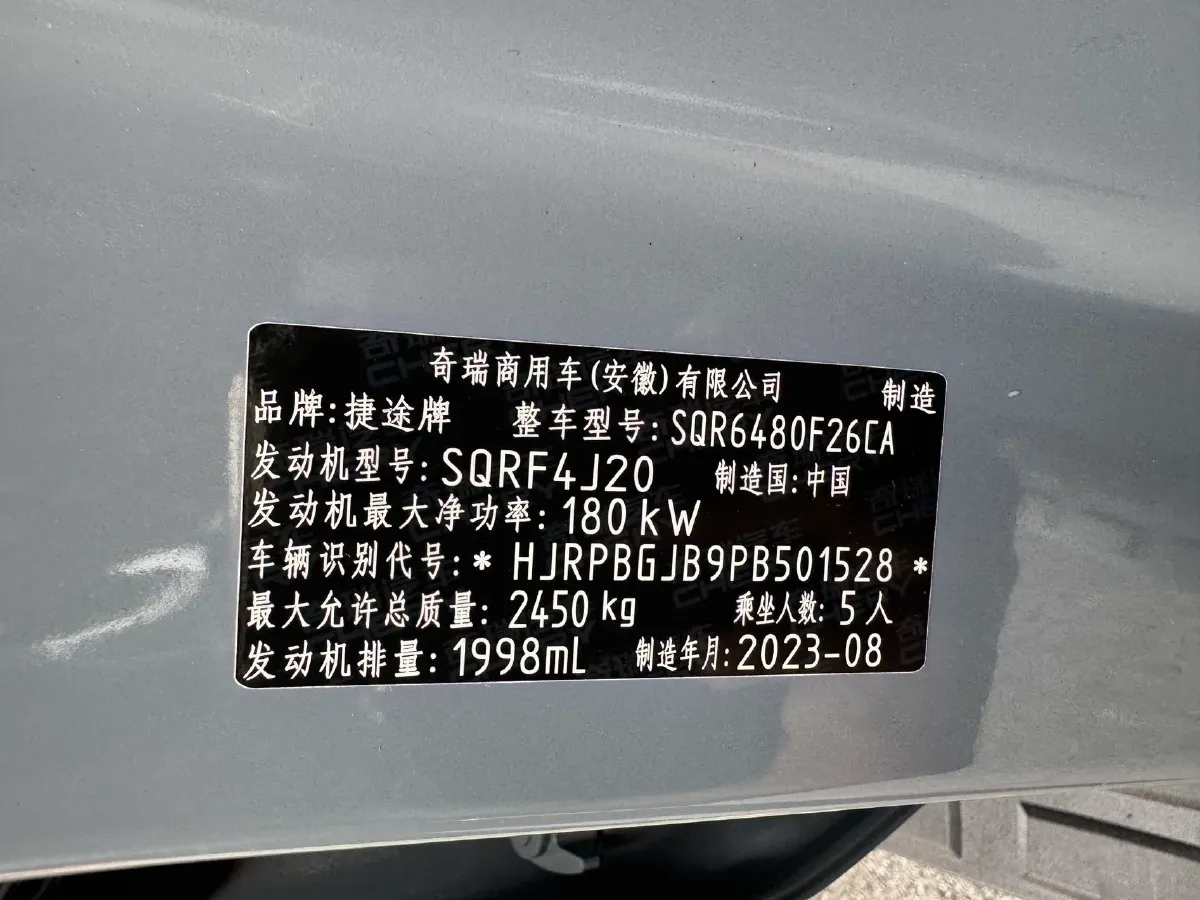 奇瑞商用车(安徽)有限公司 制造
品牌:捷途牌 整车型号:SQR6480F26CA
发动机型号:SQRF4J20 制造国:中国
发动机最大净功率:180kW
车辆识别代号:* HJRPBGJB9PB501528 *
最大允许总质量:2450kg 乘坐人数:5人
发动机排量:1998mL 制造年月:2023-08